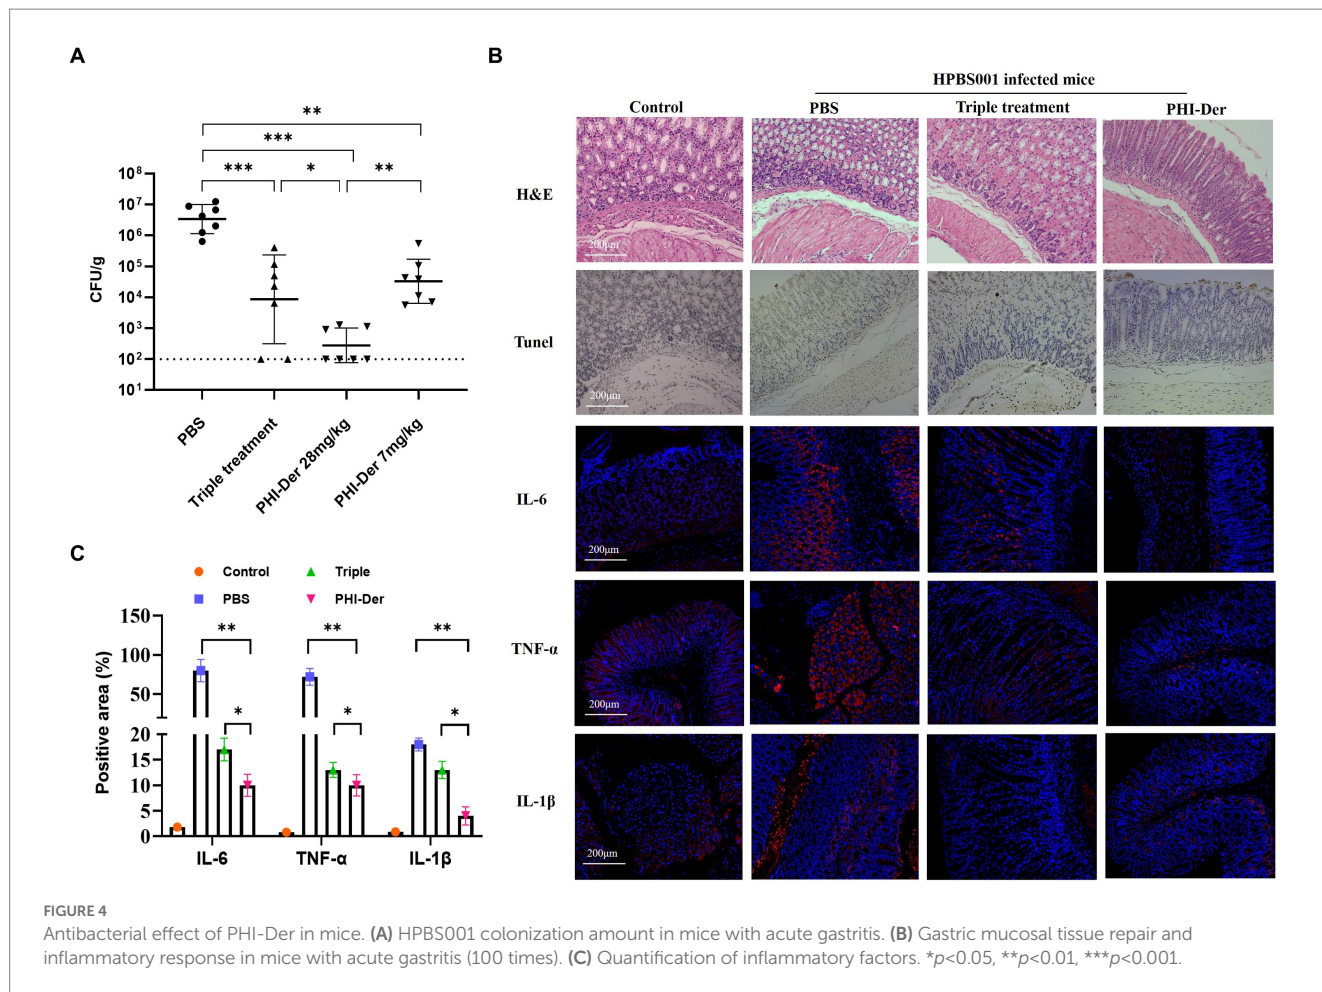 A
**
***
*** * **
10⁸
10⁷
10⁶
10⁵
10⁴
10³
10²
10¹
CFU/g
PBS
Triple treatment
PHI-Der 28mg/kg
PHI-Der 7mg/kg
B
HPBS001 infected mice
Control PBS Triple treatment PHI-Der
H&E
200μm
Tunel
200μm
IL-6
200μm
TNF-α
200μm
IL-1β
200μm
C
Control Triple
PBS PHI-Der
Positive area (%)
150
100
50
20
15
10
5
0
** ** **
* * *
IL-6 TNF-α IL-1β
FIGURE 4
Antibacterial effect of PHI-Der in mice. (A) HPBS001 colonization amount in mice with acute gastritis. (B) Gastric mucosal tissue repair and
inflammatory response in mice with acute gastritis (100 times). (C) Quantification of inflammatory factors. *p<0.05, **p<0.01, ***p<0.001.